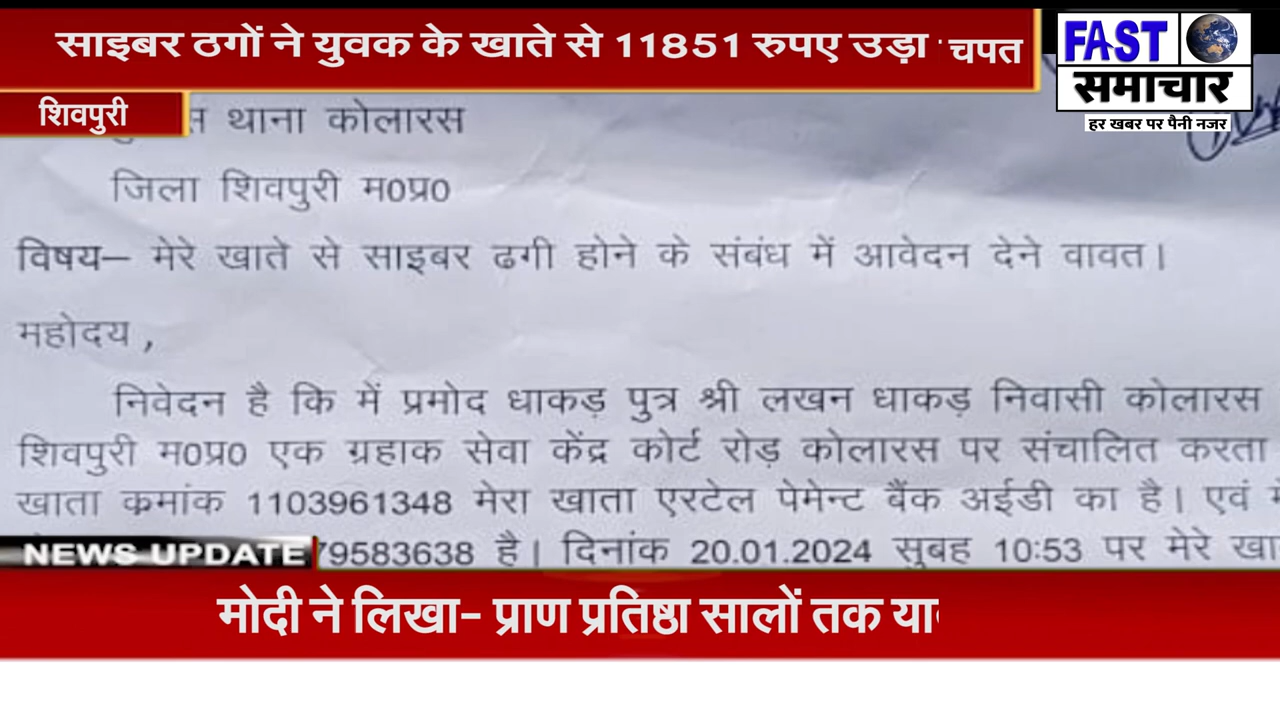 साइबर ठगों ने युवक के खाते से 11851 रुपए उड़ा चपत
FAST
समाचार
हर खबर पर पैनी नजर
शिवपुरी
थाना कोलारस
जिला शिवपुरी म0प्र0
विषय– मेरे खाते से साइबर ढगी होने के संबंध में आवेदन देने वावत।
महोदय,
निवेदन है कि में प्रमोद धाकड़ पुत्र श्री लखन धाकड़ निवासी कोलारस
शिवपुरी म0प्र0 एक ग्रहाक सेवा केंद्र कोर्ट रोड़ कोलारस पर संचालित करता
खाता कमांक 1103961348 मेरा खाता एरटेल पेमेन्ट बैंक अईडी का है। एवं
NEWS UPDATE
79583638 है। दिनांक 20.01.2024 सुबह 10:53 पर मेरे
मोदी ने लिखा- प्राण प्रतिष्ठा सालों तक